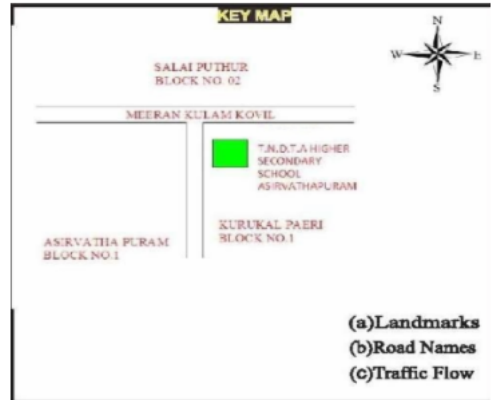 KEY MAP
N
W
E
S
SALAI PUTHUR
BLOCK NO. 02
MEERAN KULAM KOVIL
T.N.D.T.A HIGHER
SECONDARY
SCHOOL
ASIRVATHAPURAM
KURUKAL PAERI
BLOCK NO.1
ASIRVATHA PURAM
BLOCK NO.1
(a)Landmarks
(b)Road Names
(c)Traffic Flow